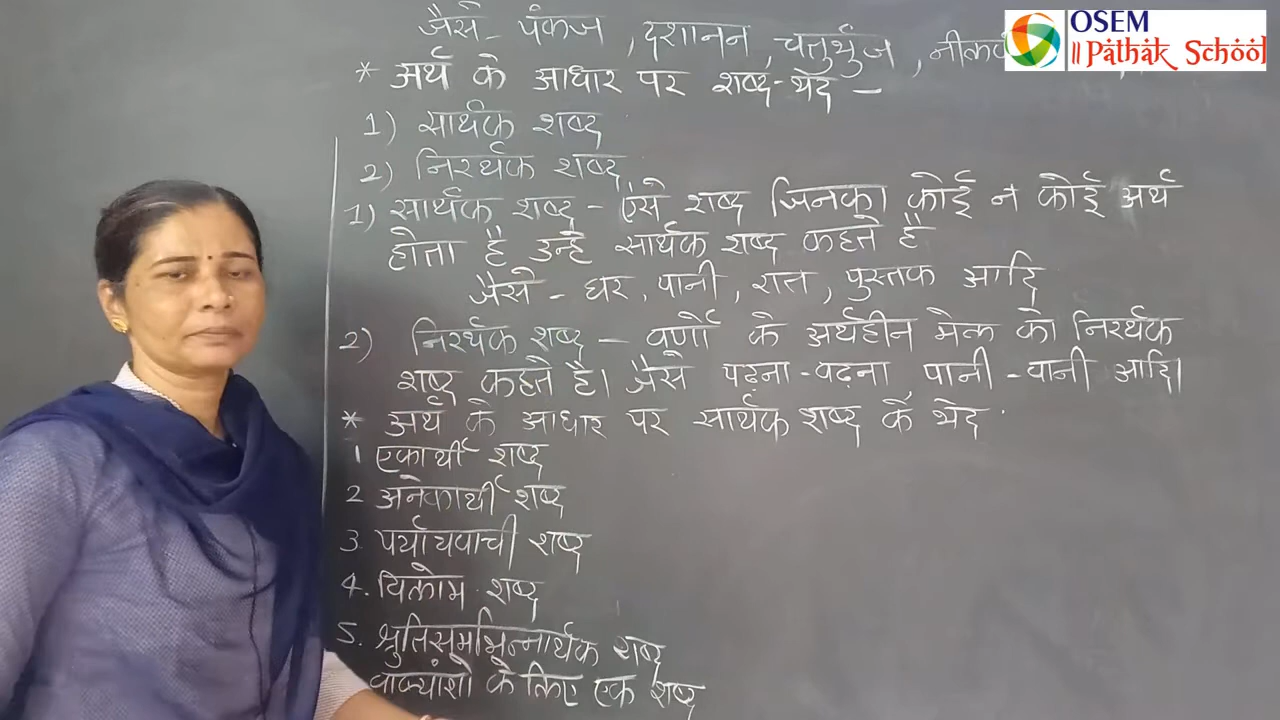 OSEM
॥ Pathak School
जैसे- पंकज , दशानन , चतुर्भुज ,
* अर्थ के आधार पर शब्द-भेद -
1) सार्थक शब्द
2) निरर्थक शब्द
1) सार्थक शब्द - ऐसे शब्द जिनका कोई न कोई अर्थ
होता है उन्हे सार्थक शब्द कहते है
जैसे - घर , पानी , रात , पुस्तक आदि
2) निरर्थक शब्द - वर्णो के अर्थहीन मेल को निरर्थक
शब्द कहते है। जैसे पढ़ना-वढ़ना पानी-वानी आदि।
* अर्थ के आधार पर सार्थक शब्द के भेद
1 एकार्थी शब्द
2 अनेकार्थी शब्द
3. पर्यायवाची शब्द
4. विलोम शब्द
5. श्रुतिसमभिन्नार्थक शब्द
वाक्यांशो के लिए एक शब्द